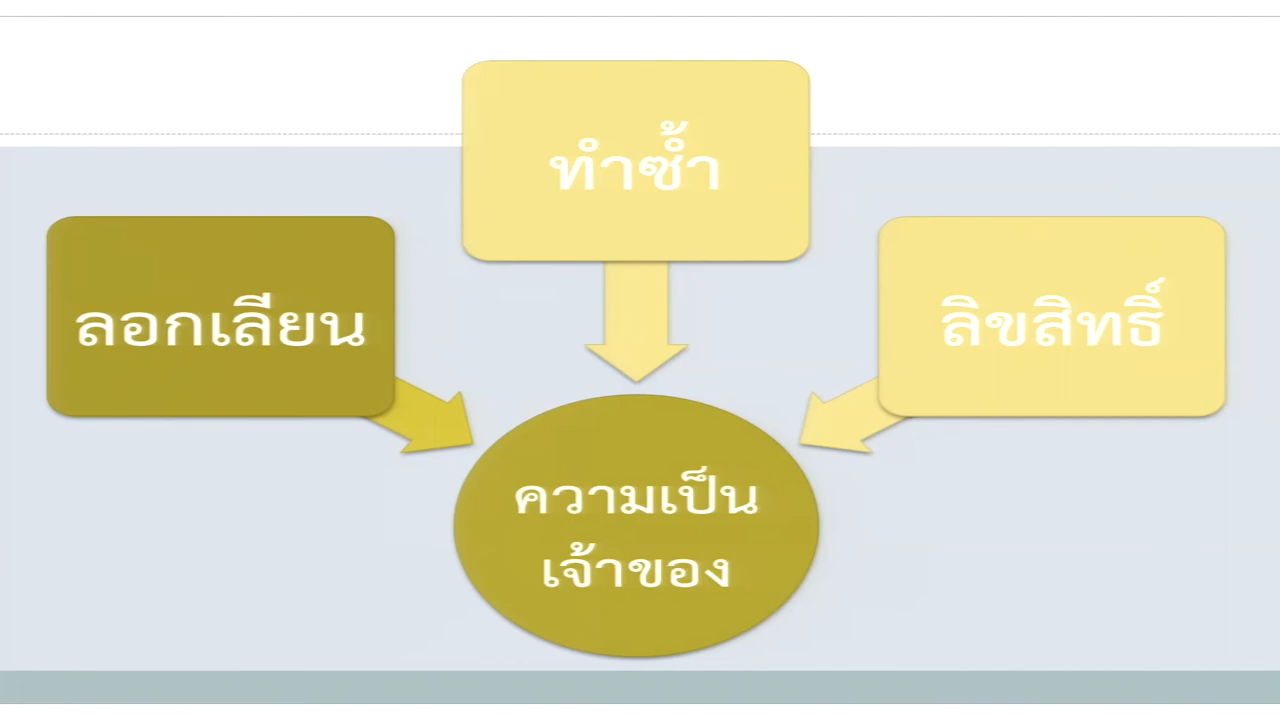 ทำซ้ำ
ลอกเลียน
ลิขสิทธิ์
ความเป็น
เจ้าของ